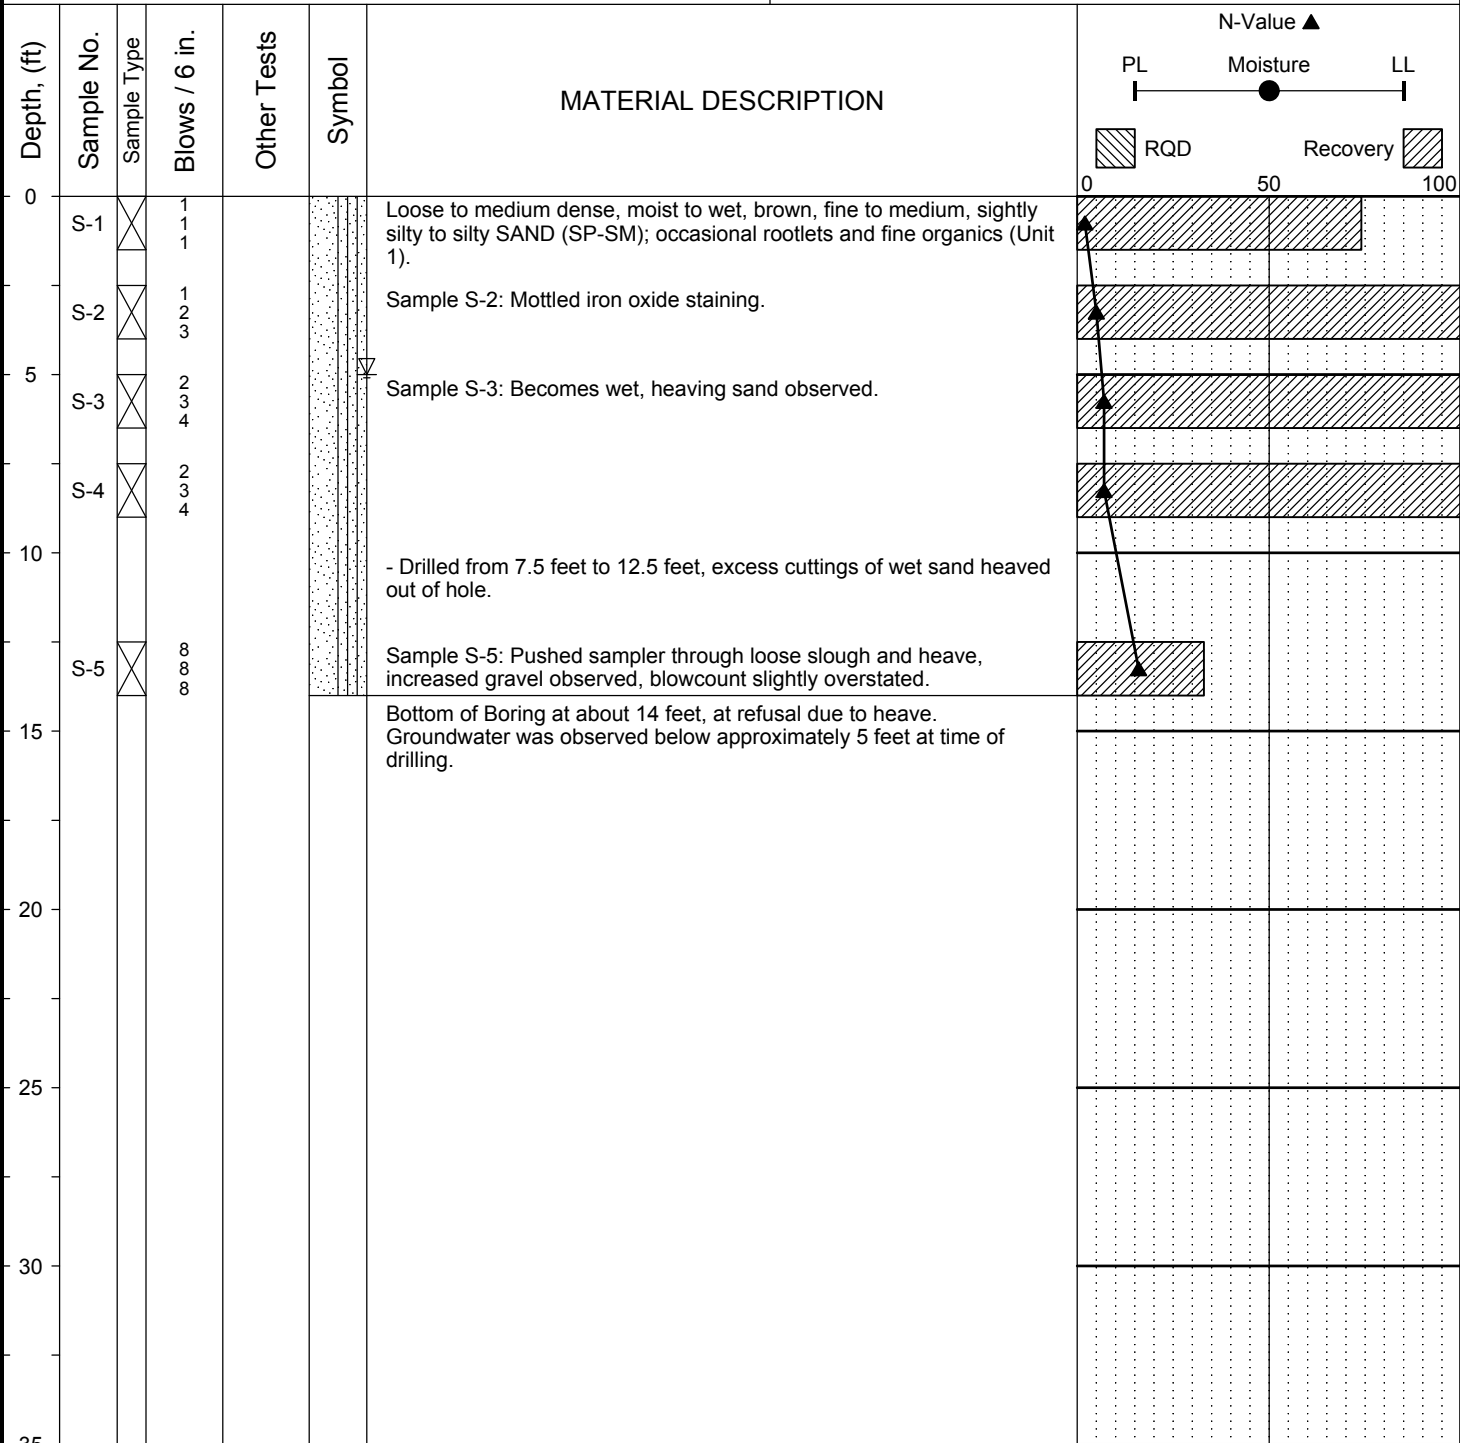 Depth, (ft)
Sample No.
Sample Type
Blows / 6 in.
Other Tests
Symbol
MATERIAL DESCRIPTION
N-Value ▲
PL Moisture LL
RQD Recovery
0 50 100
0
S-1
1
1
1
Loose to medium dense, moist to wet, brown, fine to medium, sightly
silty to silty SAND (SP-SM); occasional rootlets and fine organics (Unit
1).
S-2
1
2
3
Sample S-2: Mottled iron oxide staining.
5
S-3
2
3
4
Sample S-3: Becomes wet, heaving sand observed.
S-4
2
3
4
10
- Drilled from 7.5 feet to 12.5 feet, excess cuttings of wet sand heaved
out of hole.
S-5
8
8
8
Sample S-5: Pushed sampler through loose slough and heave,
increased gravel observed, blowcount slightly overstated.
Bottom of Boring at about 14 feet, at refusal due to heave.
Groundwater was observed below approximately 5 feet at time of
drilling.
15
20
25
30
35